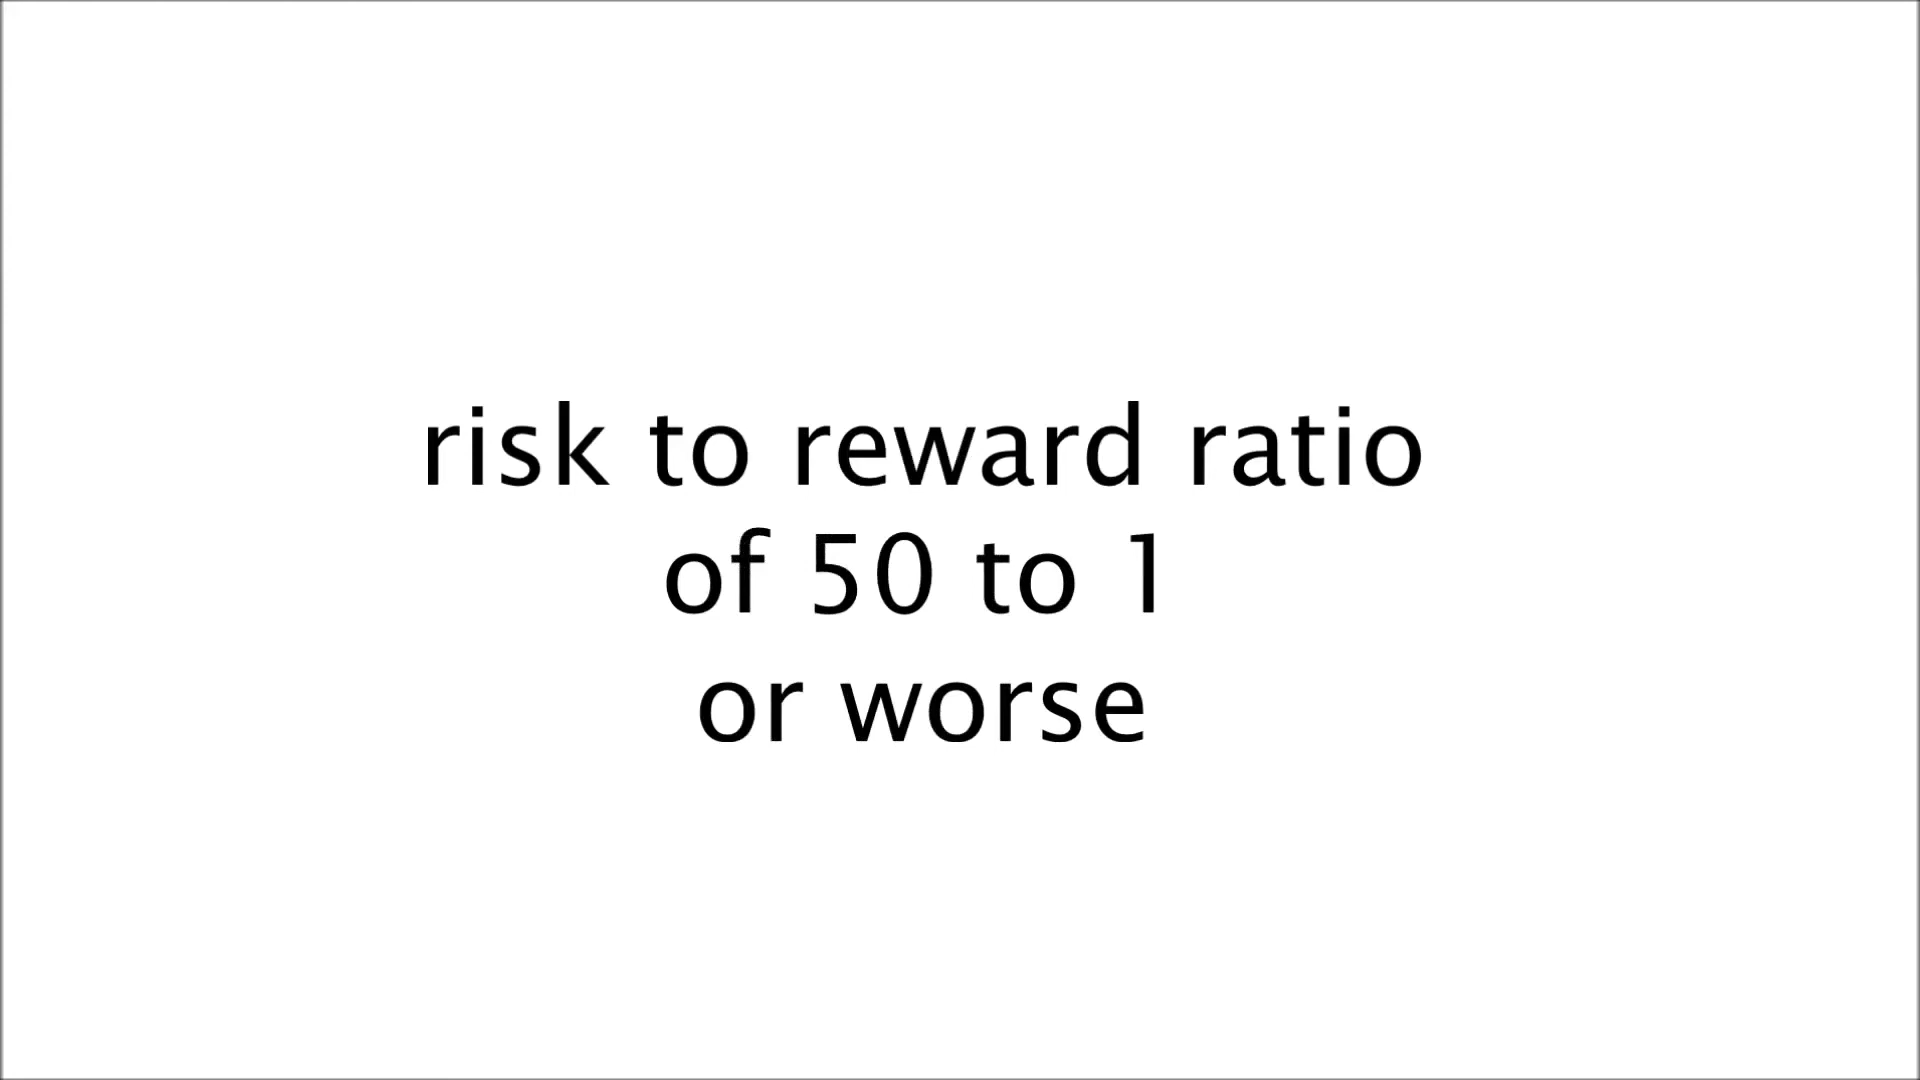 risk to reward ratio
of 50 to 1
or worse